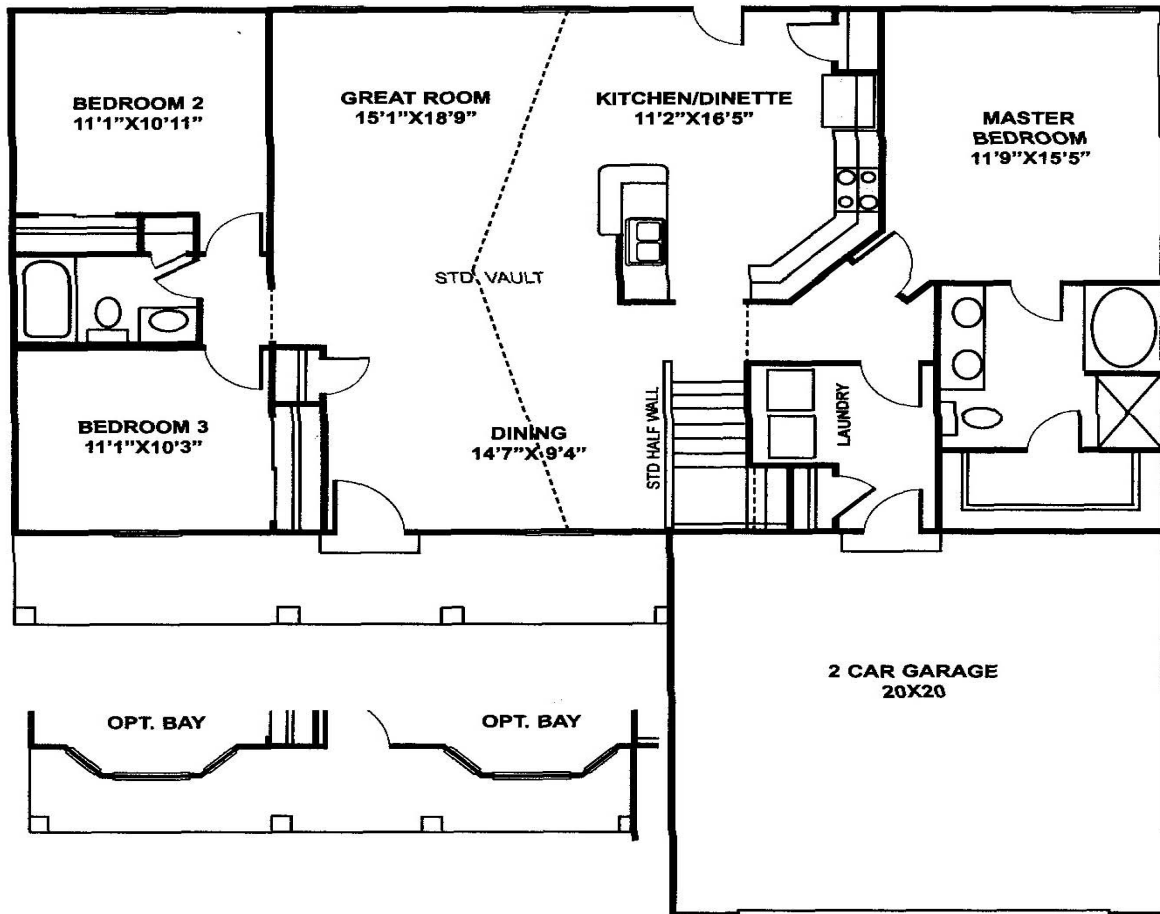 BEDROOM 2
11'1"X10'11"
GREAT ROOM
15'1"X18'9"
KITCHEN/DINETTE
11'2"X16'5"
MASTER
BEDROOM
11'9"X15'5"
STD. VAULT
BEDROOM 3
11'1"X10'3"
DINING
14'7"X9'4"
STD HALF WALL
LAUNDRY
2 CAR GARAGE
20X20
OPT. BAY
OPT. BAY